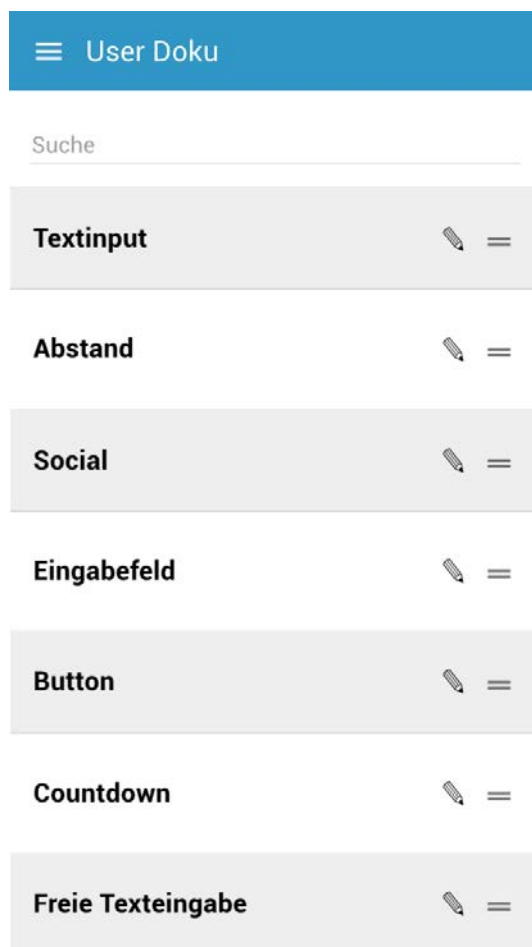 User Doku
Suche
Textinput
Abstand
Social
Eingabefeld
Button
Countdown
Freie Texteingabe